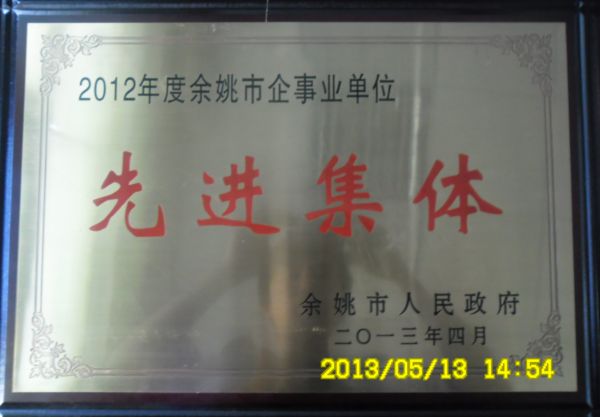 2012年度余姚市企事业单位
先进集体
余姚市人民政府
二〇一三年四月
2013/05/13 14:54